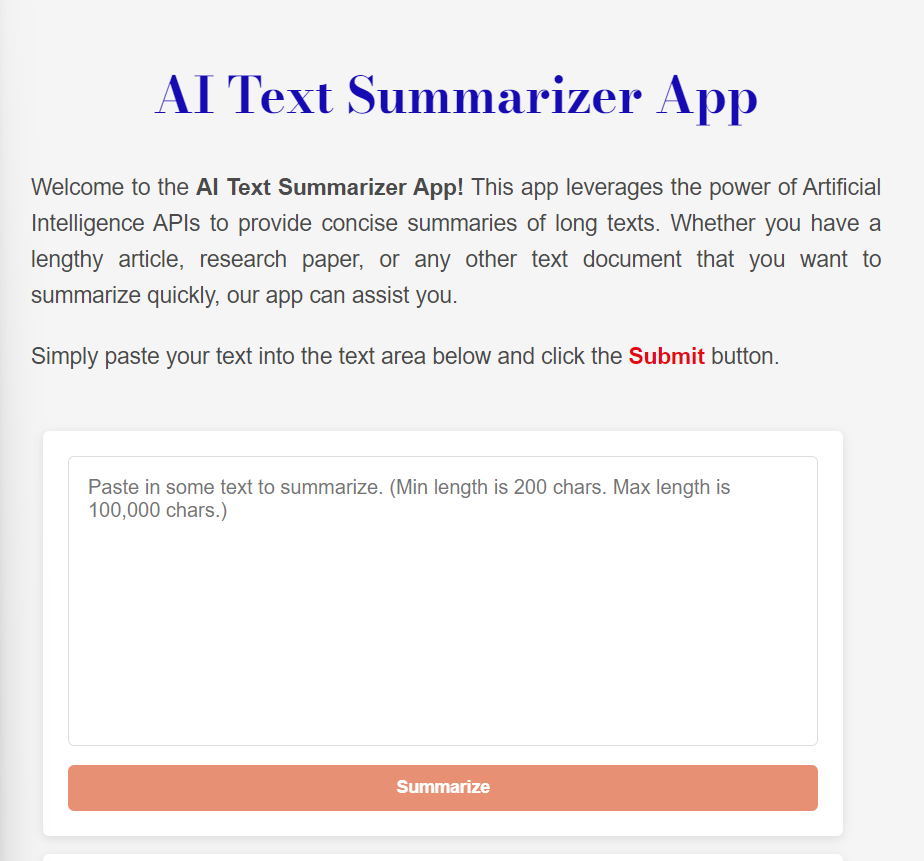 AI Text Summarizer App
Welcome to the AI Text Summarizer App! This app leverages the power of Artificial
Intelligence APIs to provide concise summaries of long texts. Whether you have a
lengthy article, research paper, or any other text document that you want to
summarize quickly, our app can assist you.
Simply paste your text into the text area below and click the Submit button.
Paste in some text to summarize. (Min length is 200 chars. Max length is
100,000 chars.)
Summarize